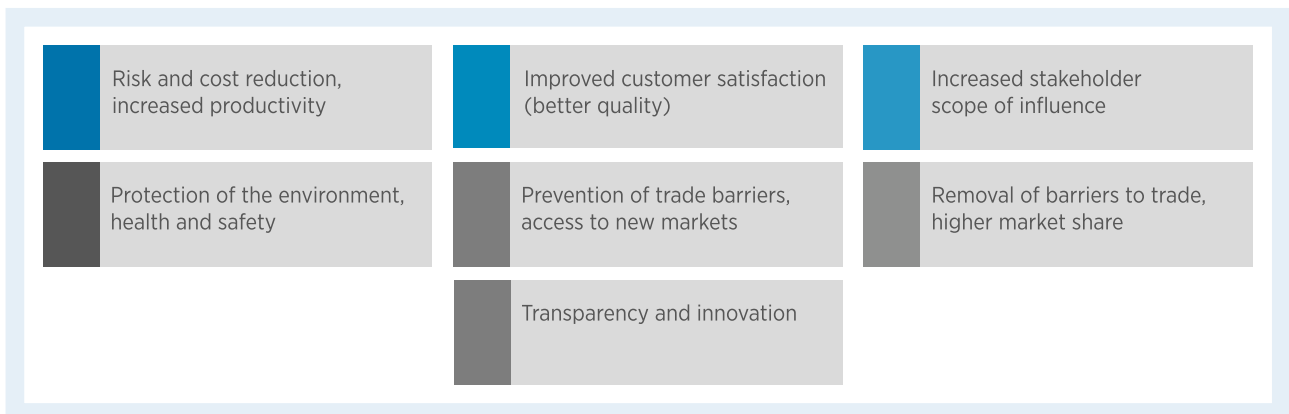 Risk and cost reduction,
increased productivity
Improved customer satisfaction
(better quality)
Increased stakeholder
scope of influence
Protection of the environment,
health and safety
Prevention of trade barriers,
access to new markets
Removal of barriers to trade,
higher market share
Transparency and innovation